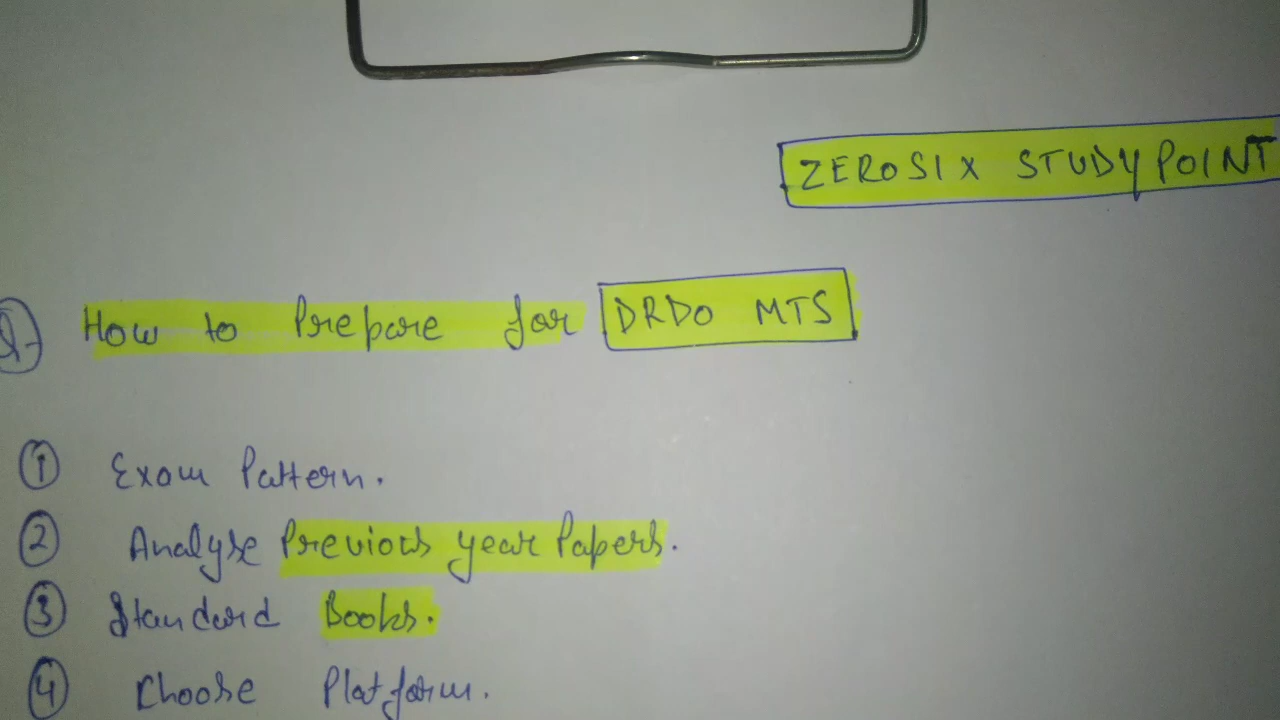 ZEROSIX STUDY POINT
Q. How to Prepare for DRDO MTS
1 Exam Pattern.
2 Analyse Previous year Papers.
3 Standard Books.
4 Choose Platform.